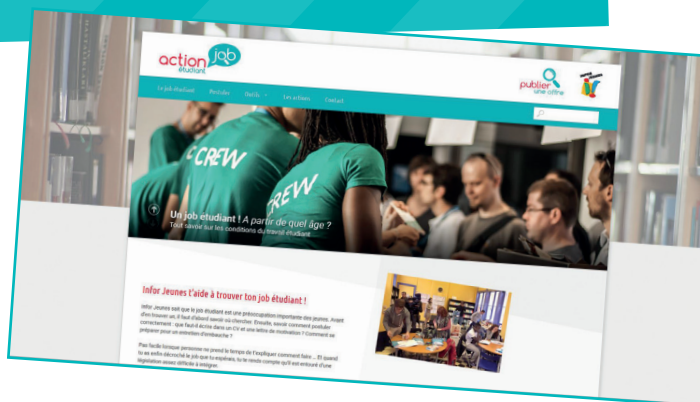 action job
étudiant
publier
une offre
Le job étudiant Postuler Outils Les actions Contact
CREW
CREW
Un job étudiant ! A partir de quel âge ?
Tout savoir sur les conditions du travail étudiant
Infor Jeunes t'aide à trouver ton job étudiant !
Infor Jeunes sait que le job étudiant est une préoccupation importante des jeunes. Avant
d'en trouver un, il faut d'abord savoir où chercher. Ensuite, savoir comment postuler
correctement : que faut-il écrire dans un CV et une lettre de motivation ? Comment se
préparer pour un entretien d'embauche ?
Pas facile lorsque personne ne prend le temps de t'expliquer comment faire ... Et quand
tu as enfin décroché le job que tu espérais, tu te rends compte qu'il est entouré d'une
législation assez difficile à intégrer.